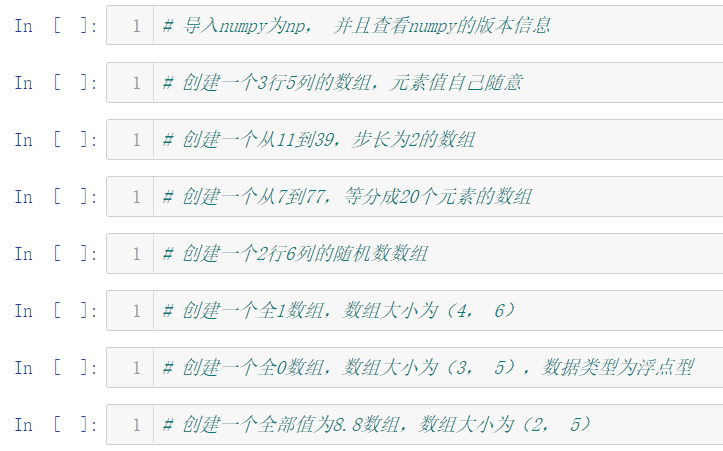 In [ ]: 1 # 导入numpy为np， 并且查看numpy的版本信息
In [ ]: 1 # 创建一个3行5列的数组，元素值自己随意
In [ ]: 1 # 创建一个从11到39，步长为2的数组
In [ ]: 1 # 创建一个从7到77，等分成20个元素的数组
In [ ]: 1 # 创建一个2行6列的随机数数组
In [ ]: 1 # 创建一个全1数组，数组大小为（4， 6）
In [ ]: 1 # 创建一个全0数组，数组大小为（3， 5），数据类型为浮点型
In [ ]: 1 # 创建一个全部值为8.8数组，数组大小为（2， 5）